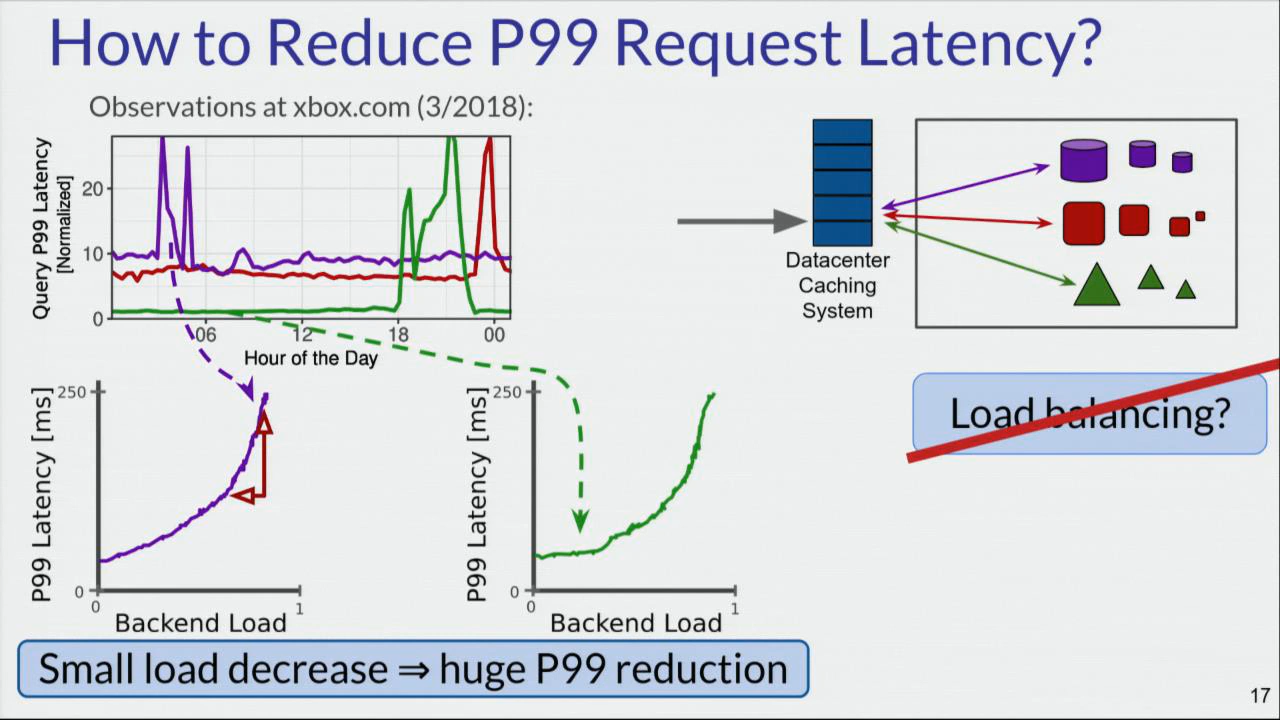 How to Reduce P99 Request Latency?
Observations at xbox.com (3/2018):
Query P99 Latency
[Normalized]
20
10
0
06
12
18
00
Hour of the Day
Datacenter
Caching
System
P99 Latency [ms]
250
0
0
1
Backend Load
P99 Latency [ms]
250
0
0
1
Backend Load
Load balancing?
Small load decrease ⇒ huge P99 reduction
17